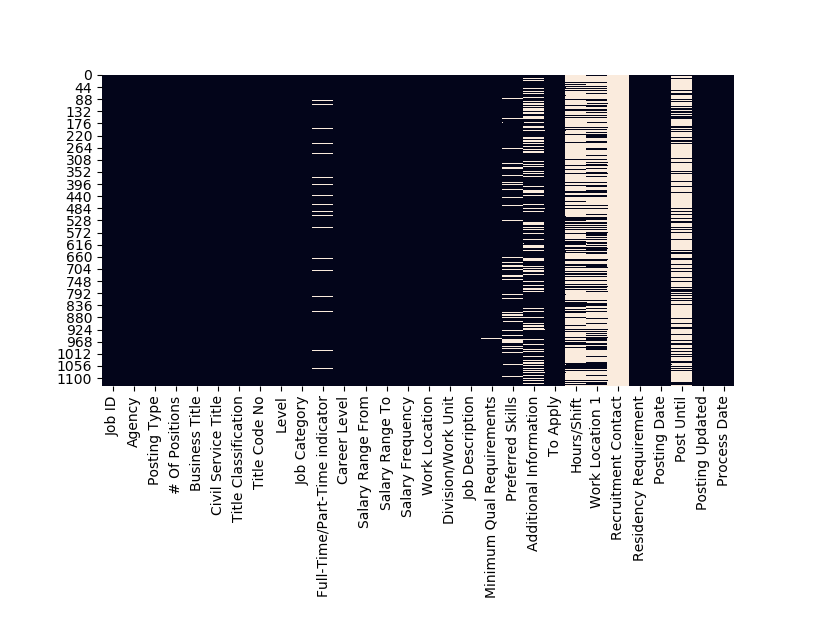 0
44
88
132
176
220
264
308
352
396
440
484
528
572
616
660
704
748
792
836
880
924
968
1012
1056
1100
Job ID
Agency
Posting Type
# Of Positions
Business Title
Civil Service Title
Title Classification
Title Code No
Level
Job Category
Full-Time/Part-Time indicator
Career Level
Salary Range From
Salary Range To
Salary Frequency
Work Location
Division/Work Unit
Job Description
Minimum Qual Requirements
Preferred Skills
Additional Information
To Apply
Hours/Shift
Work Location 1
Recruitment Contact
Residency Requirement
Posting Date
Post Until
Posting Updated
Process Date